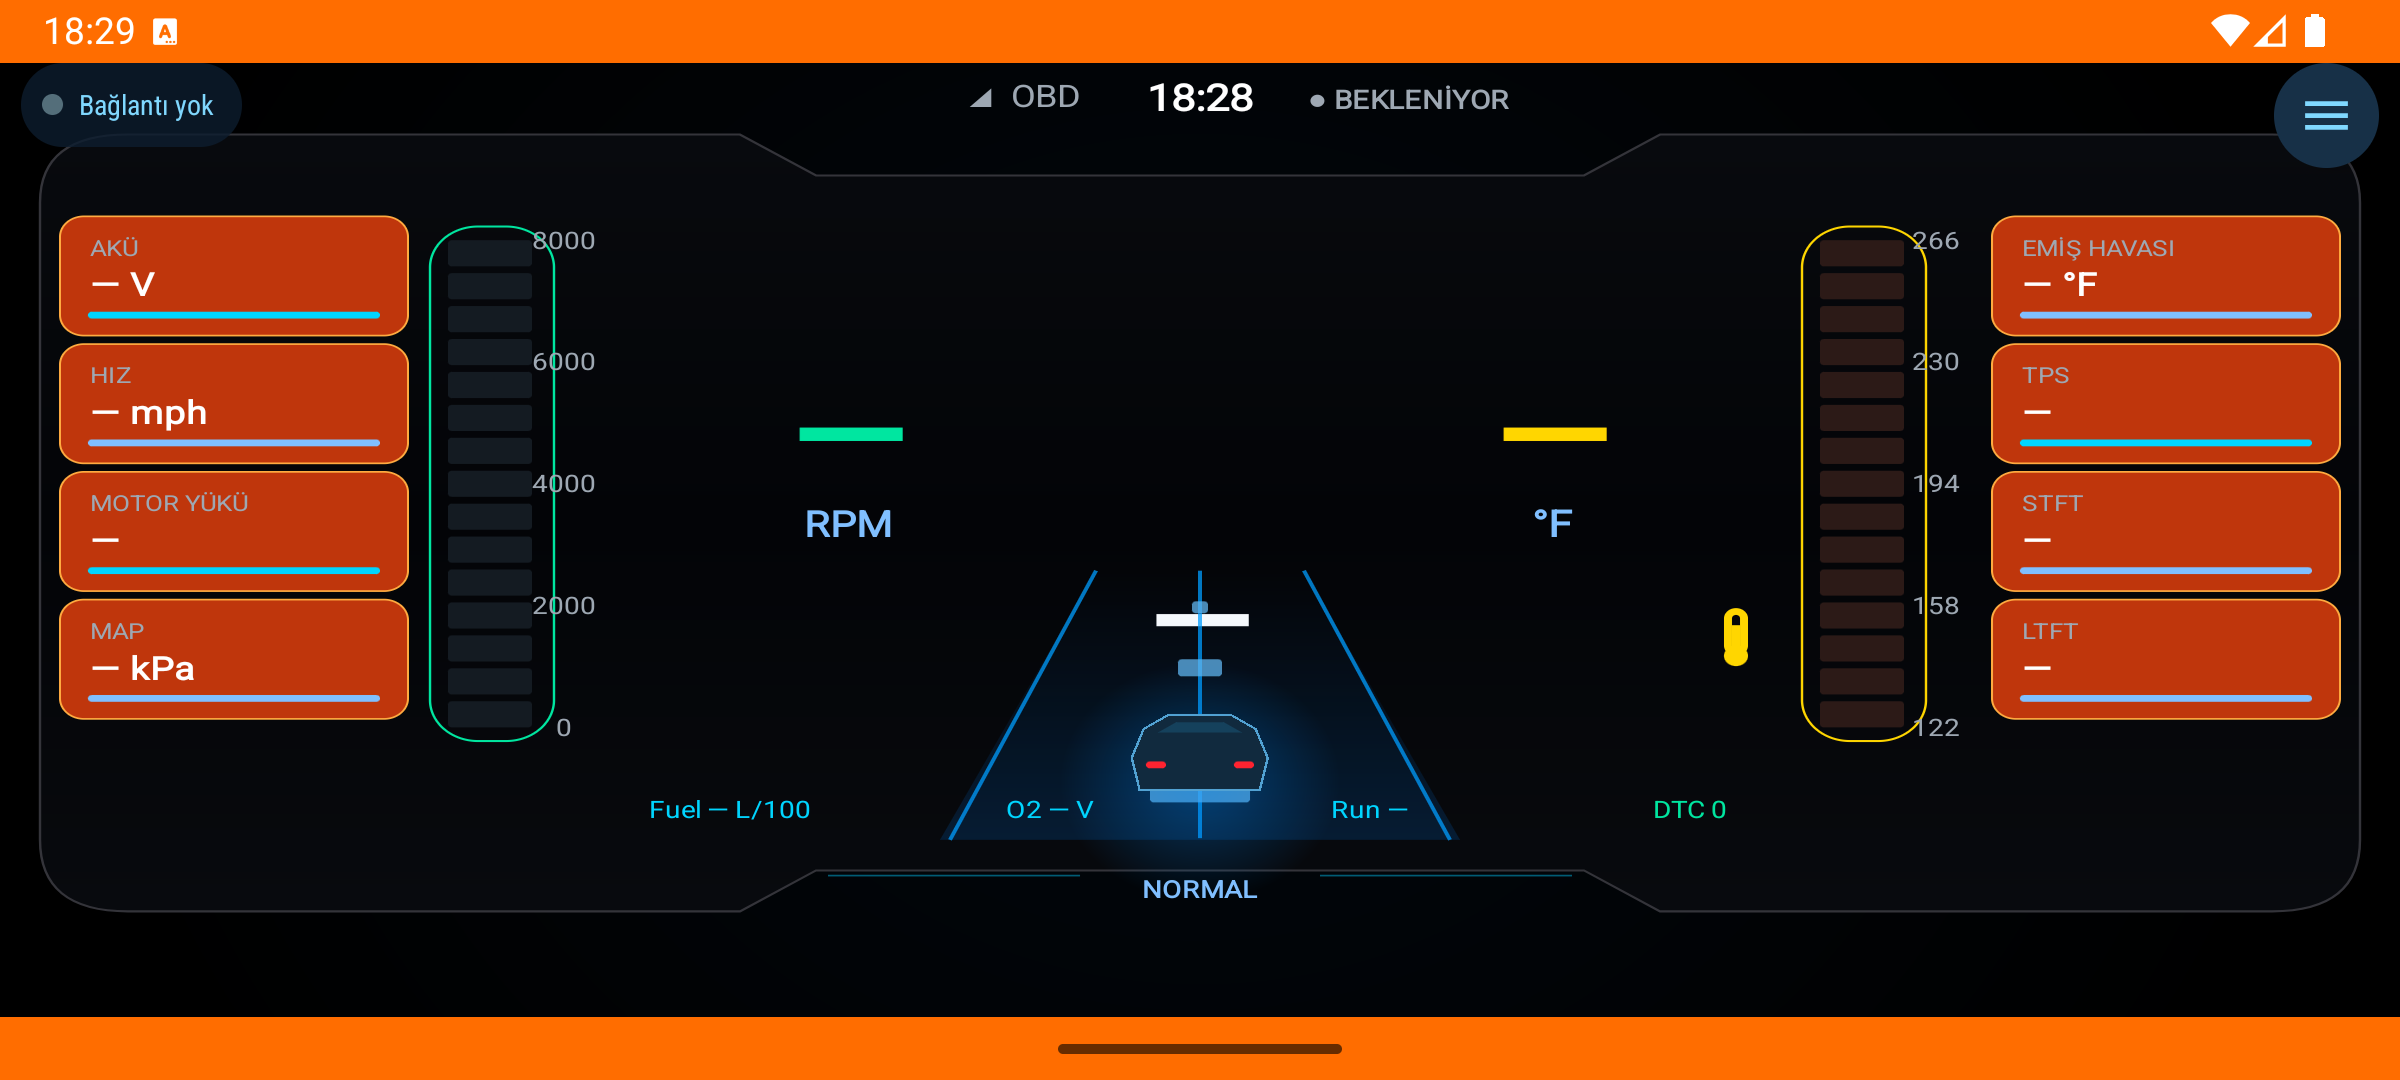 18:29
Bağlantı yok
OBD
18:28
BEKLENİYOR
AKÜ
— V
HIZ
— mph
MOTOR YÜKÜ
—
MAP
— kPa
8000
6000
4000
2000
0
—
RPM
—
°F
—
266
230
194
158
122
EMİŞ HAVASI
— °F
TPS
—
STFT
—
LTFT
—
Fuel — L/100
O2 — V
Run —
DTC 0
NORMAL